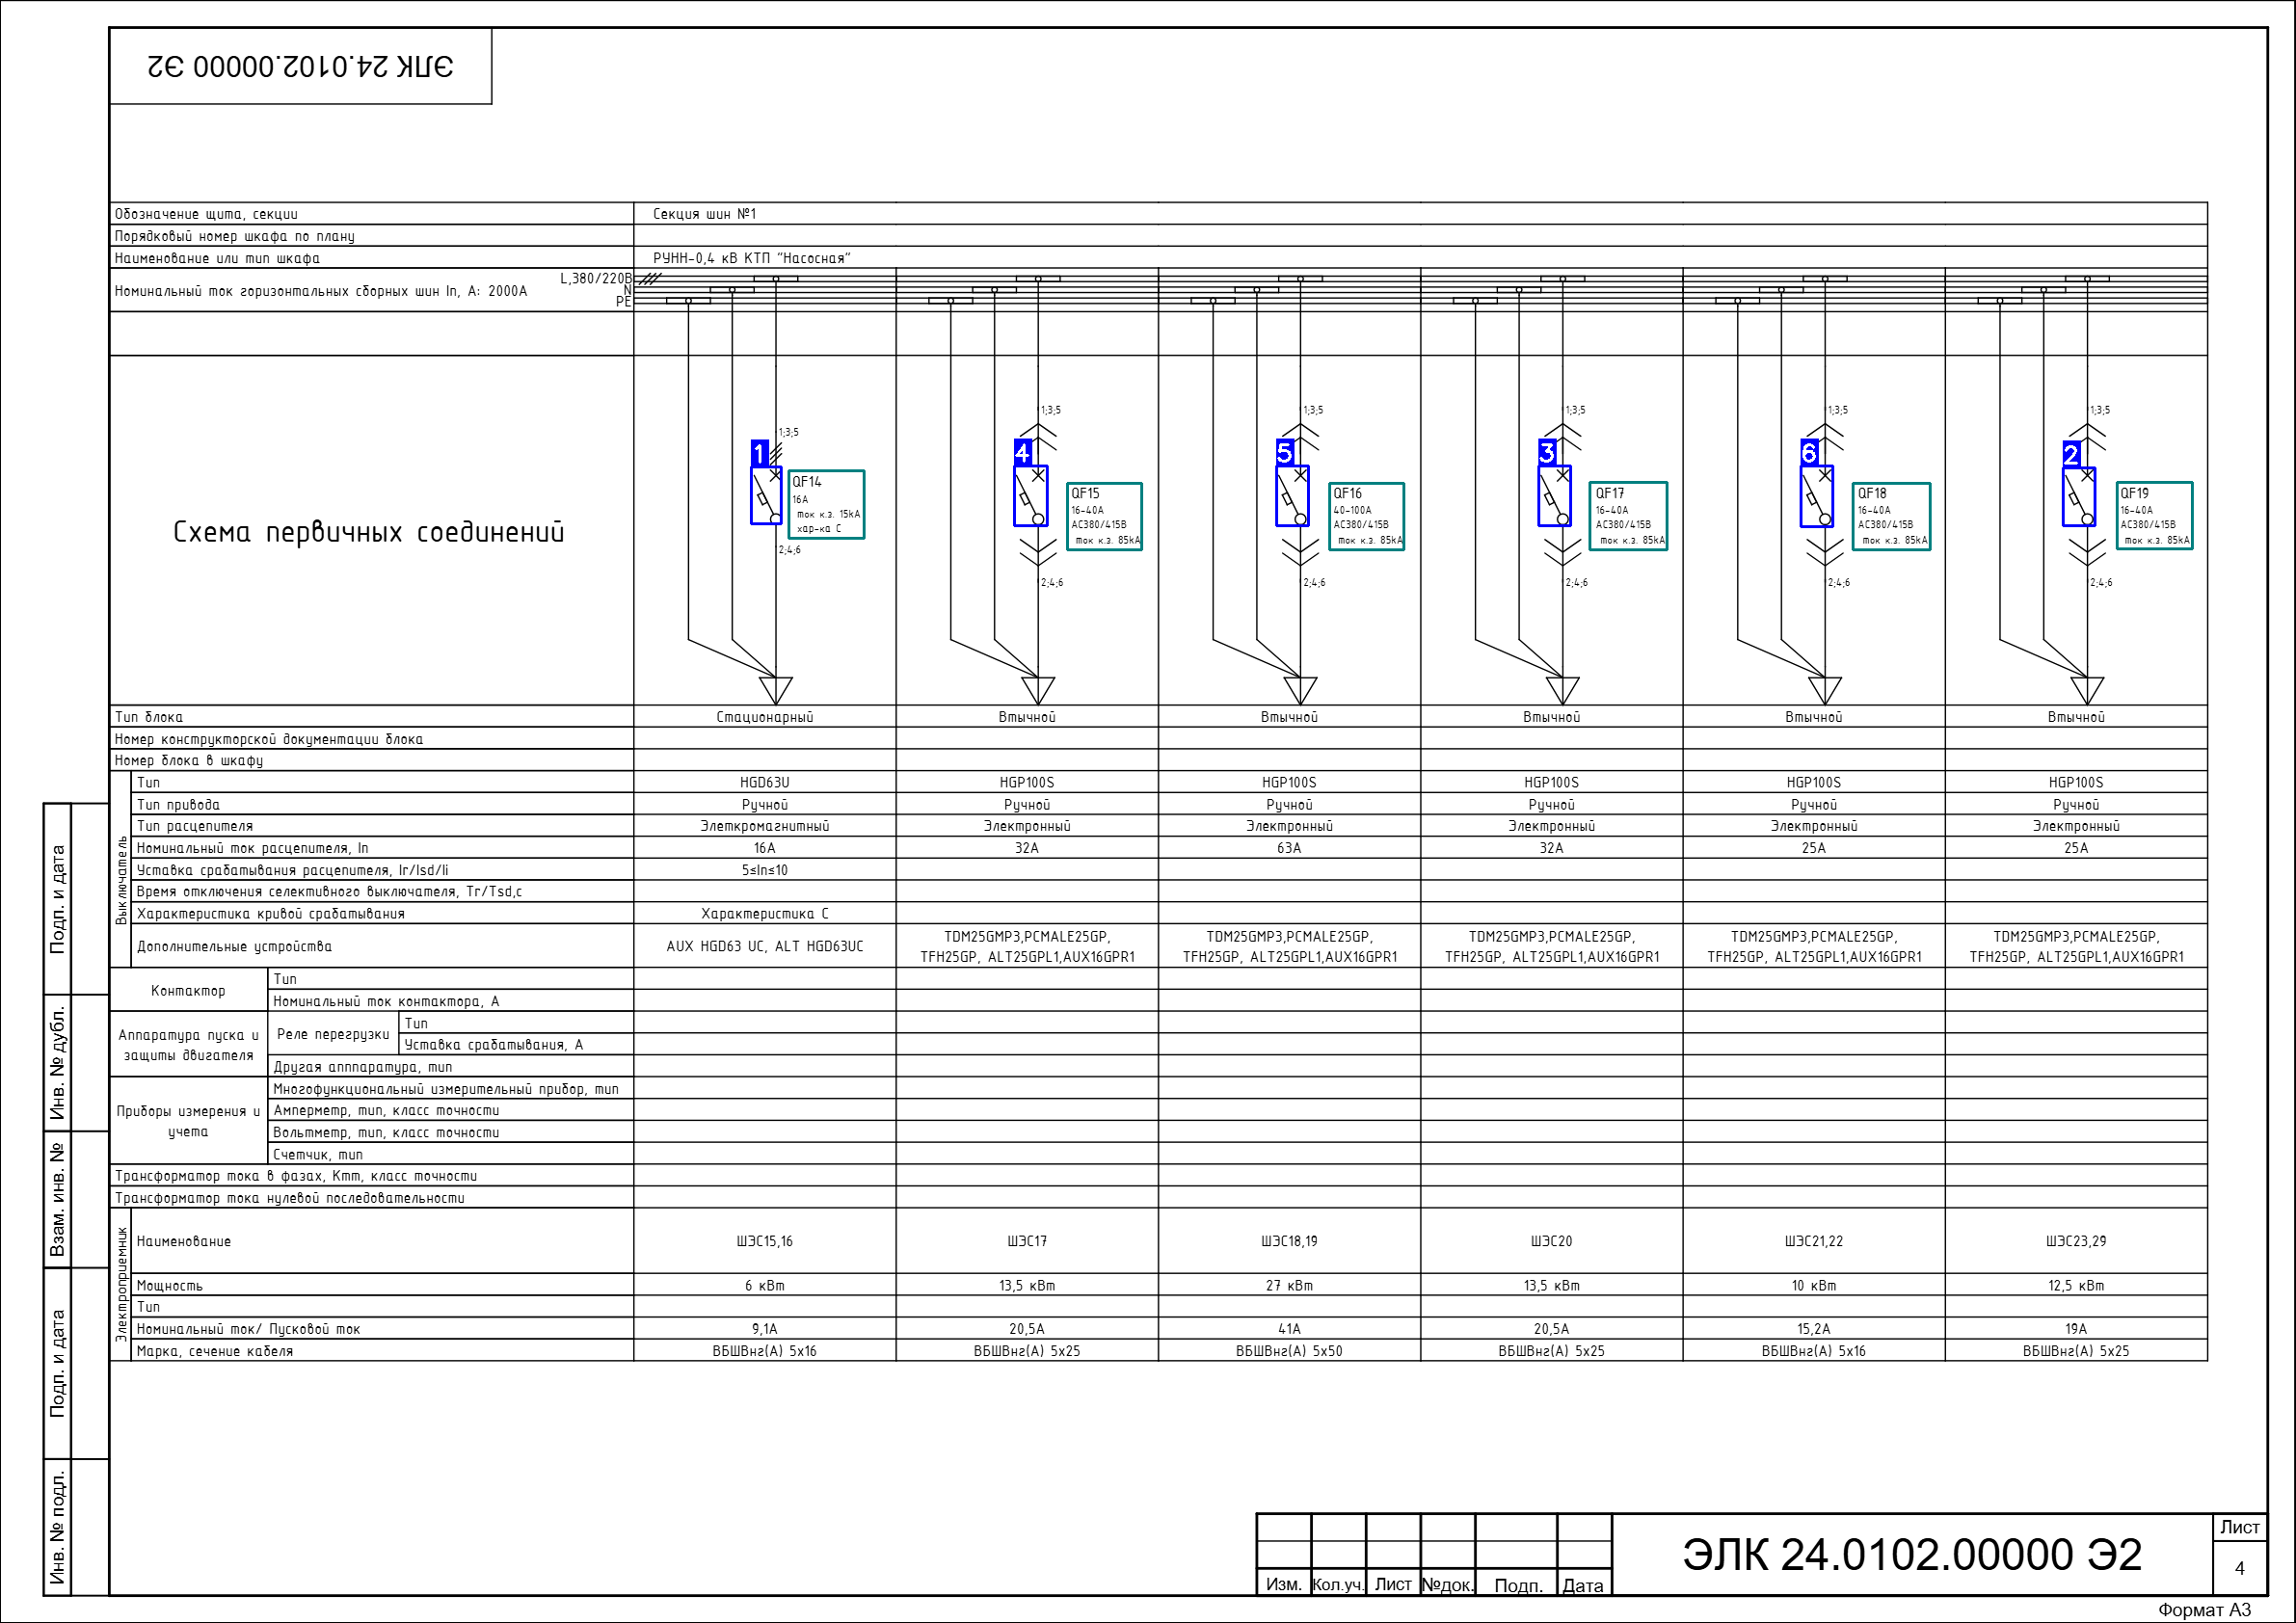 ЭЛК 24.0102.00000 Э2
Обозначение щита, секции
Секция шин №1
Порядковый номер шкафа по плану
Наименование или тип шкафа
РУНН-0,4 кВ КТП "Насосная"
Номинальный ток горизонтальных сборных шин In, А: 2000А
L,380/220В
N
PE
Схема первичных соединений
1;3;5 1;3;5 1;3;5 1;3;5 1;3;5 1;3;5
1 4 5 3 6 2
QF14
16А
ток к.з. 15кА
хар-ка С
2;4;6
QF15
16-40А
АС380/415В
ток к.з. 85кА
2;4;6
QF16
40-100А
АС380/415В
ток к.з. 85кА
2;4;6
QF17
16-40А
АС380/415В
ток к.з. 85кА
2;4;6
QF18
16-40А
АС380/415В
ток к.з. 85кА
2;4;6
QF19
16-40А
АС380/415В
ток к.з. 85кА
2;4;6
Тип блока Стационарный Втычной Втычной Втычной Втычной Втычной
Номер конструкторской документации блока
Номер блока в шкафу
Выключатель
Тип HGD63U HGP100S HGP100S HGP100S HGP100S HGP100S
Тип привода Ручной Ручной Ручной Ручной Ручной Ручной
Тип расцепителя Элеткромагнитный Электронный Электронный Электронный Электронный Электронный
Номинальный ток расцепителя, In 16А 32А 63А 32А 25А 25А
Уставка срабатывания расцепителя, Ir/Isd/Ii 5≤In≤10
Время отключения селективного выключателя, Tr/Tsd,с
Характеристика кривой срабатывания Характеристика С
Дополнительные устройства AUX HGD63 UC, ALT HGD63UC
TDM25GMP3,PCMALE25GP,
TFH25GP, ALT25GPL1,AUX16GPR1
TDM25GMP3,PCMALE25GP,
TFH25GP, ALT25GPL1,AUX16GPR1
TDM25GMP3,PCMALE25GP,
TFH25GP, ALT25GPL1,AUX16GPR1
TDM25GMP3,PCMALE25GP,
TFH25GP, ALT25GPL1,AUX16GPR1
TDM25GMP3,PCMALE25GP,
TFH25GP, ALT25GPL1,AUX16GPR1
Контактор
Тип
Номинальный ток контактора, А
Аппаратура пуска и
защиты двигателя
Реле перегрузки
Тип
Уставка срабатывания, А
Другая апппаратура, тип
Приборы измерения и
учета
Многофункциональный измерительный прибор, тип
Амперметр, тип, класс точности
Вольтметр, тип, класс точности
Счетчик, тип
Трансформатор тока в фазах, Ктт, класс точности
Трансформатор тока нулевой последовательности
Электроприемник
Наименование ШЭС15,16 ШЭС17 ШЭС18,19 ШЭС20 ШЭС21,22 ШЭС23,29
Мощность 6 кВт 13,5 кВт 27 кВт 13,5 кВт 10 кВт 12,5 кВт
Тип
Номинальный ток/ Пусковой ток 9,1А 20,5А 41А 20,5А 15,2А 19А
Марка, сечение кабеля ВБШВнг(А) 5х16 ВБШВнг(А) 5х25 ВБШВнг(А) 5х50 ВБШВнг(А) 5х25 ВБШВнг(А) 5х16 ВБШВнг(А) 5х25
Подп. и дата
Инв. № дубл.
Взам. инв. №
Подп. и дата
Инв. № подл.
Изм. Кол.уч. Лист №док. Подп. Дата
ЭЛК 24.0102.00000 Э2
Лист
4
Формат А3